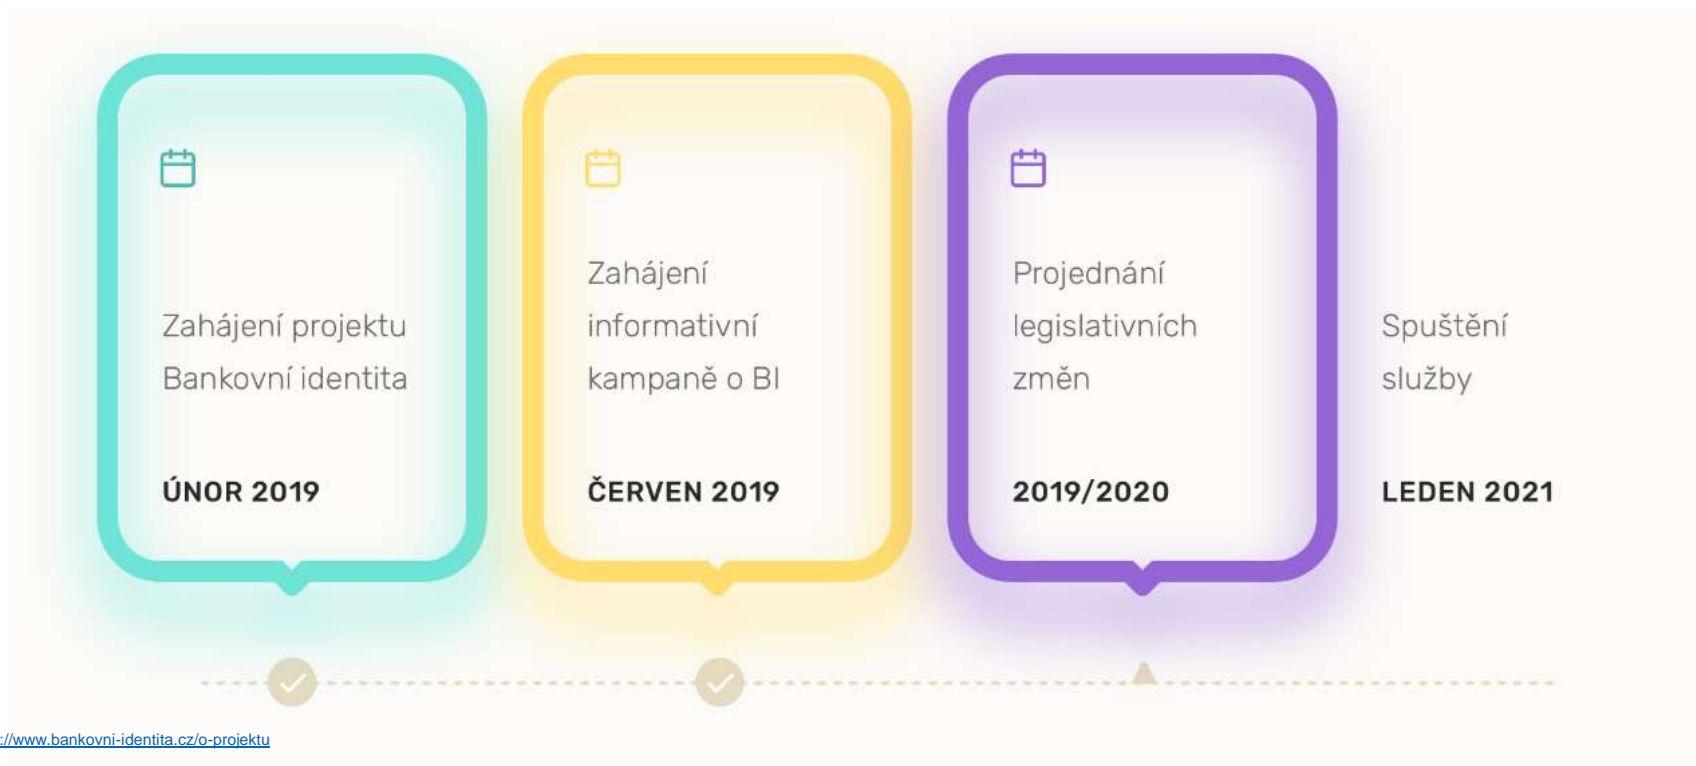 Zahájení projektu
Bankovní identita
ÚNOR 2019
Zahájení
informativní
kampaně o BI
ČERVEN 2019
Projednání
legislativních
změn
2019/2020
Spuštění
služby
LEDEN 2021
://www.bankovni-identita.cz/o-projektu